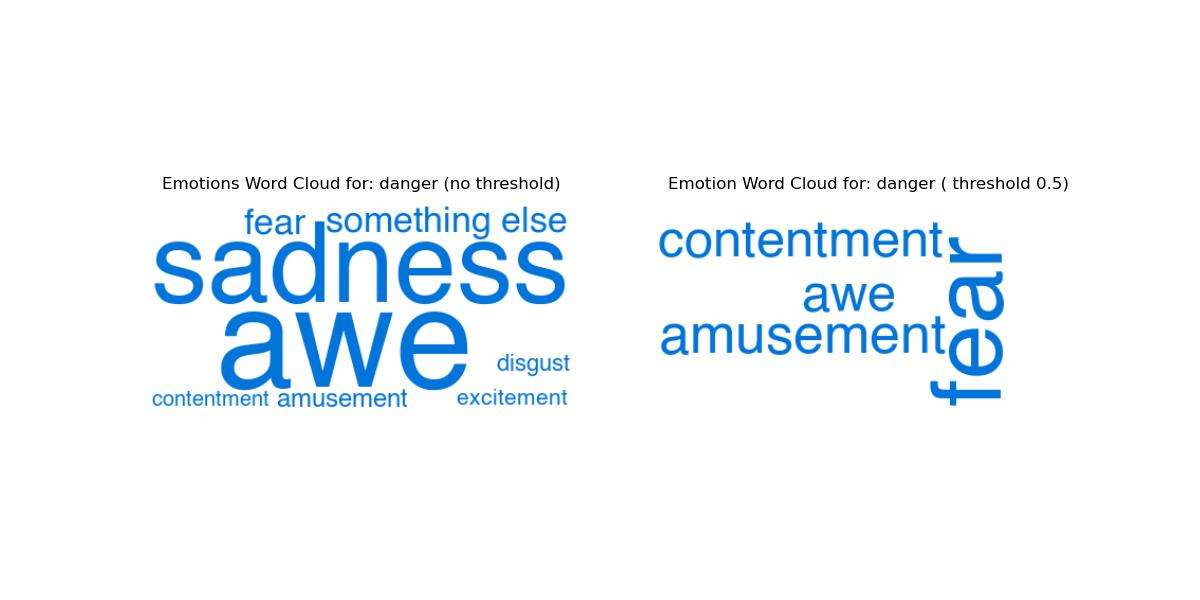 Emotions Word Cloud for: danger (no threshold)
fear something else
sadness
awe
disgust
contentment amusement excitement
Emotion Word Cloud for: danger ( threshold 0.5)
contentment
awe
amusement
fear